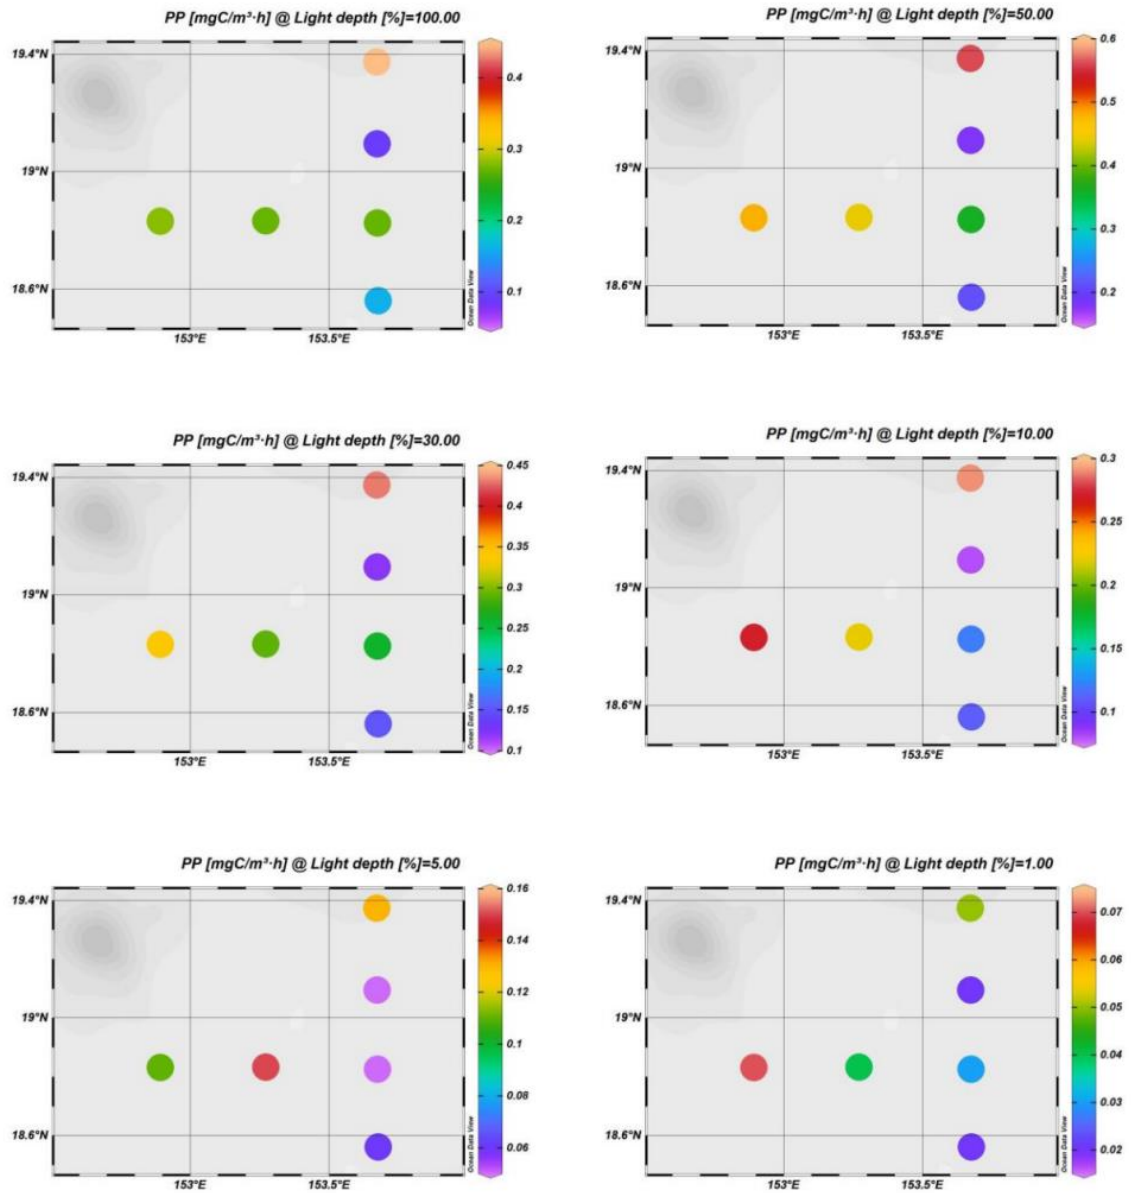 PP [mgC/m³·h] @ Light depth [%]=100.00
19.4°N
19°N
18.6°N
153°E 153.5°E
0.4
0.3
0.2
0.1
Ocean Data View
PP [mgC/m³·h] @ Light depth [%]=50.00
19.4°N
19°N
18.6°N
153°E 153.5°E
0.6
0.5
0.4
0.3
0.2
Ocean Data View
PP [mgC/m³·h] @ Light depth [%]=30.00
19.4°N
19°N
18.6°N
153°E 153.5°E
0.45
0.4
0.35
0.3
0.25
0.2
0.15
0.1
Ocean Data View
PP [mgC/m³·h] @ Light depth [%]=10.00
19.4°N
19°N
18.6°N
153°E 153.5°E
0.3
0.25
0.2
0.15
0.1
Ocean Data View
PP [mgC/m³·h] @ Light depth [%]=5.00
19.4°N
19°N
18.6°N
153°E 153.5°E
0.16
0.14
0.12
0.1
0.08
0.06
Ocean Data View
PP [mgC/m³·h] @ Light depth [%]=1.00
19.4°N
19°N
18.6°N
153°E 153.5°E
0.07
0.06
0.05
0.04
0.03
0.02
Ocean Data View